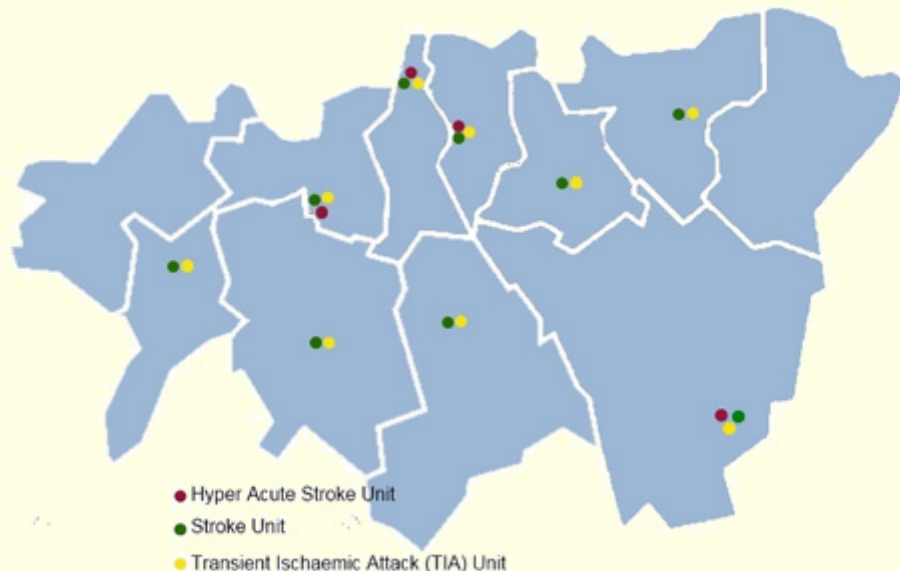 Hyper Acute Stroke Unit
Stroke Unit
Transient Ischaemic Attack (TIA) Unit